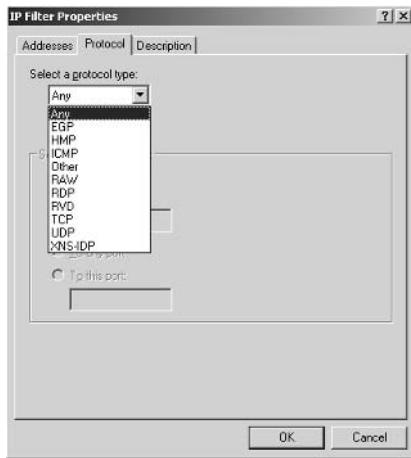 IP Filter Properties
Addresses Protocol Description
Select a protocol type:
Any
Any
EGP
HMP
ICMP
Other
RAW
RDP
RVD
TCP
UDP
XNS-IDP
To this port:
OK Cancel